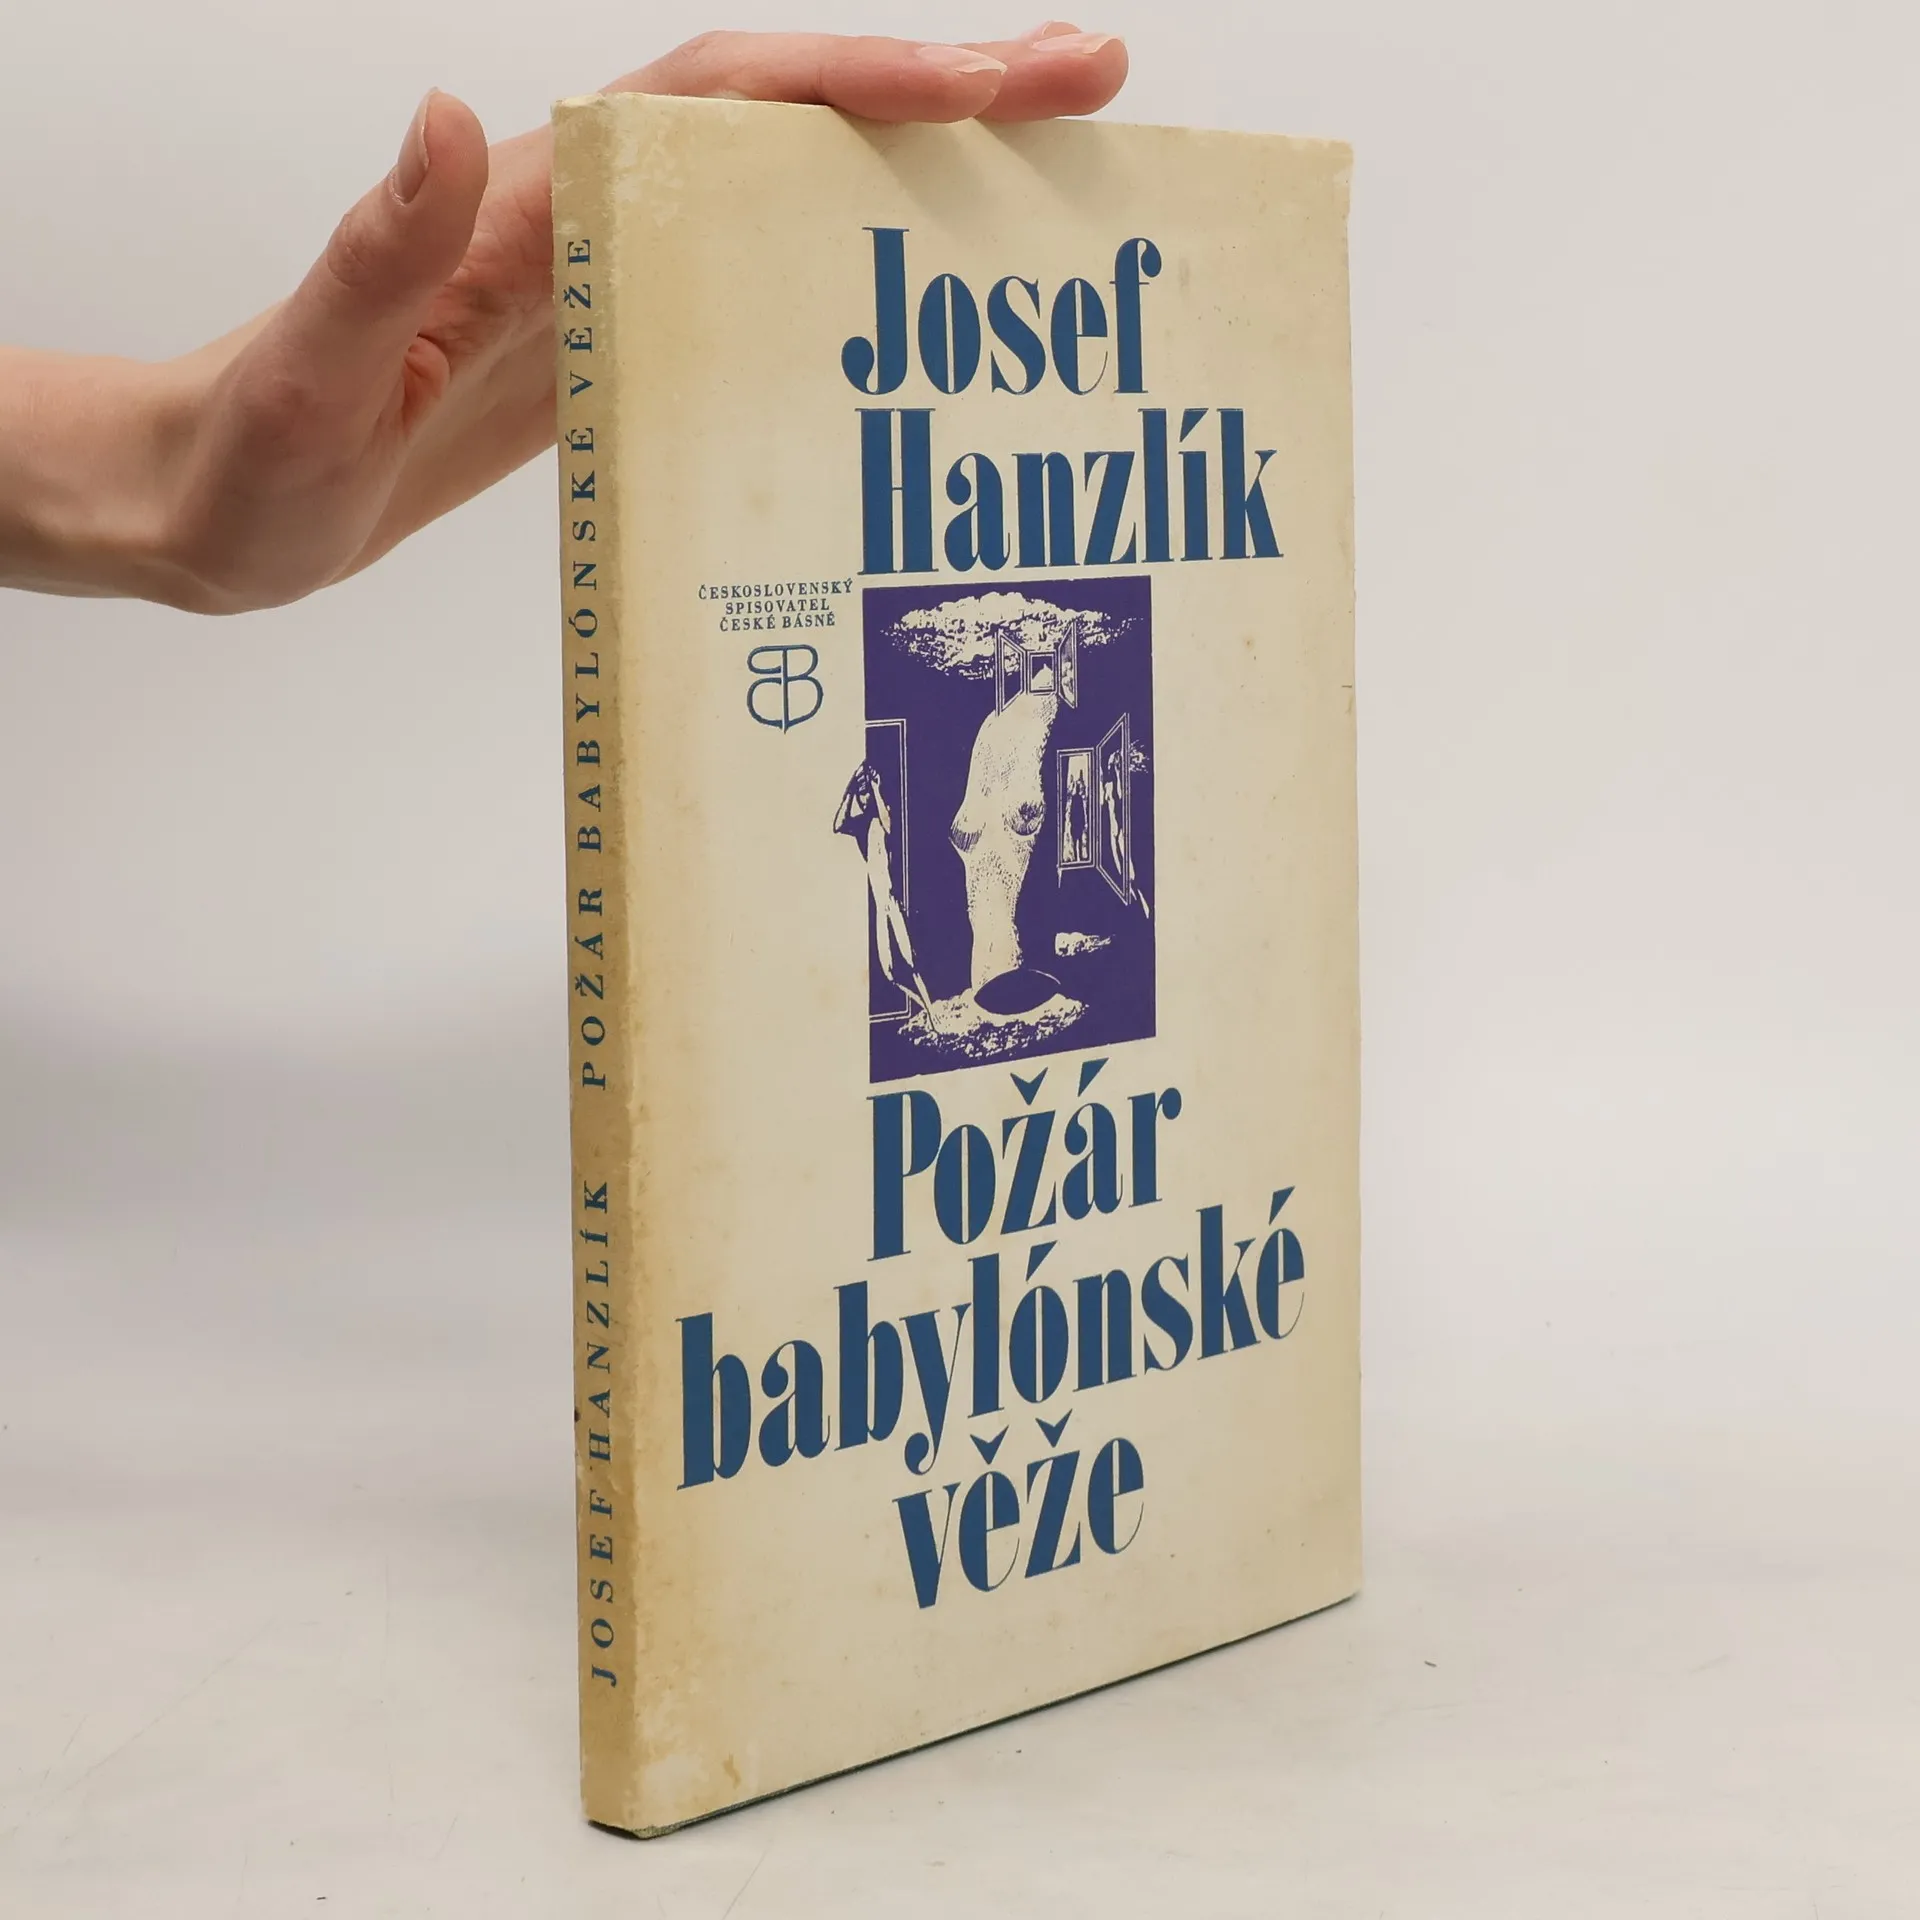 Josef
Hanzlík
ČESKOSLOVENSKÝ
SPISOVATEL
ČESKÉ BÁSNĚ
Požár
babylónské
věže
JOSEF HANZLÍK POŽÁR BABYLÓNSKÉ VĚŽE